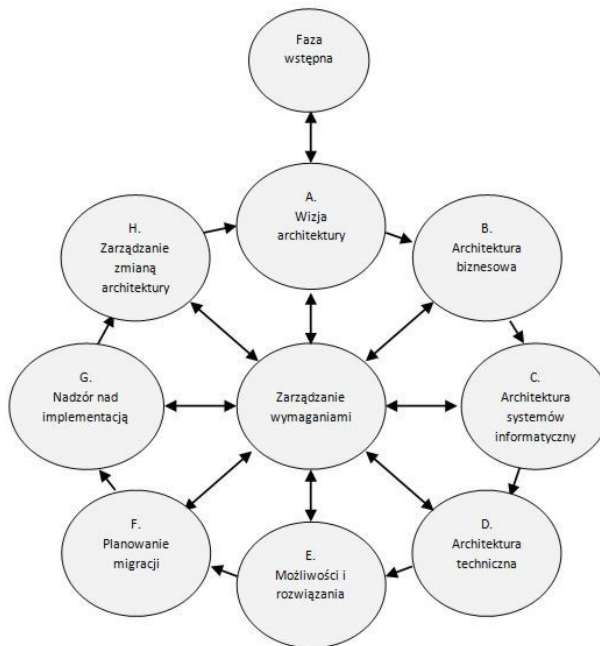 Faza
wstępna
A.
Wizja
architektury
B.
Architektura
biznesowa
C.
Architektura
systemów
informatyczny
D.
Architektura
techniczna
E.
Możliwości i
rozwiązania
F.
Planowanie
migracji
G.
Nadzór nad
implementacją
H.
Zarządzanie
zmianą
architektury
Zarządzanie
wymaganiami